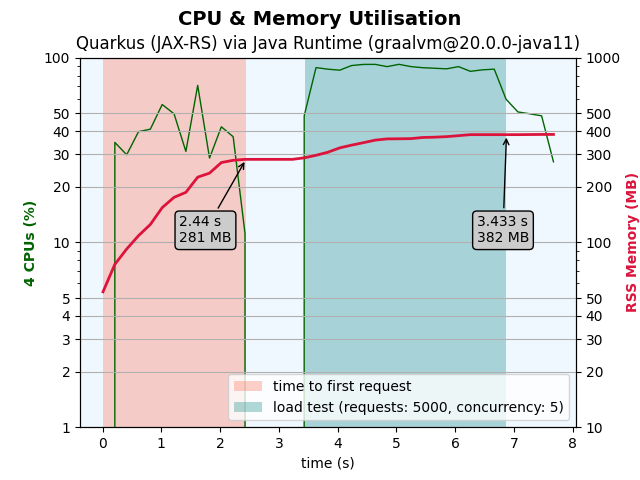 CPU & Memory Utilisation
Quarkus (JAX-RS) via Java Runtime (graalvm@20.0.0-java11)
100
50
40
30
20
10
5
4
3
2
1
4 CPUs (%)
2.44 s
281 MB
3.433 s
382 MB
time to first request
load test (requests: 5000, concurrency: 5)
1000
500
400
300
200
100
50
40
30
20
10
RSS Memory (MB)
0 1 2 3 4 5 6 7 8
time (s)